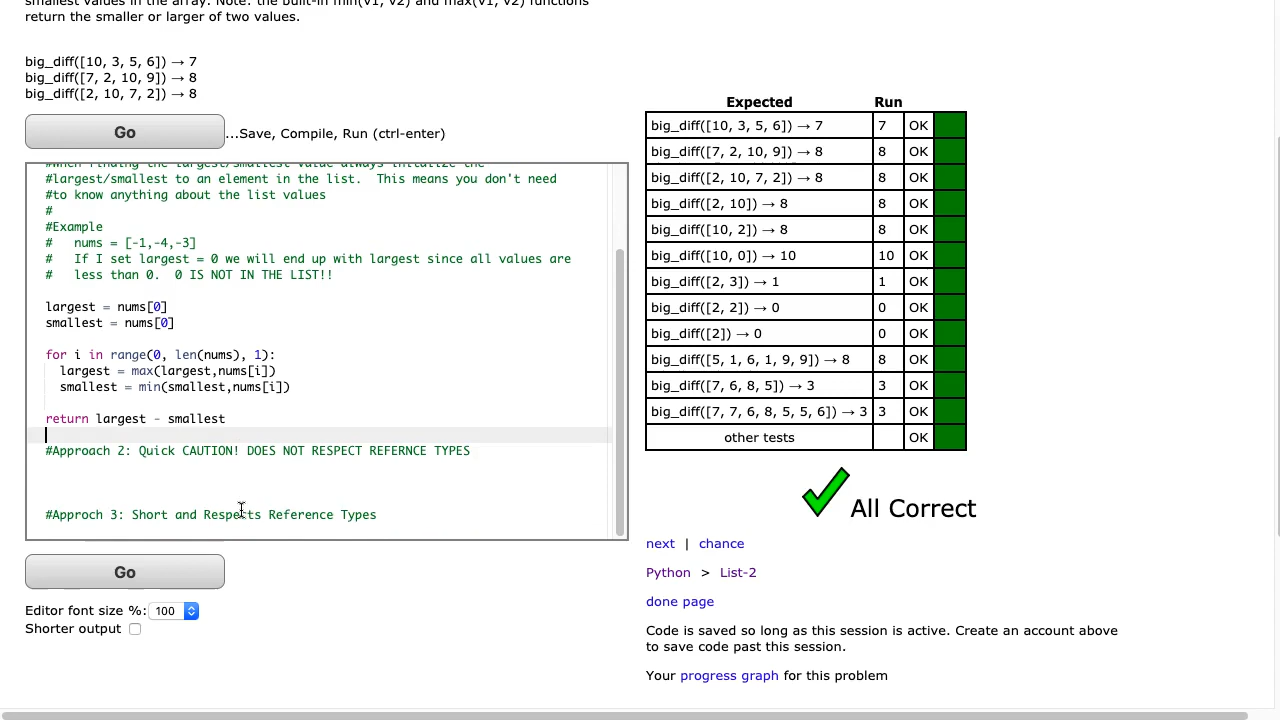 smallest values in the array. Note: the built-in min(v1, v2) and max(v1, v2) functions
return the smaller or larger of two values.
big_diff([10, 3, 5, 6]) → 7
big_diff([7, 2, 10, 9]) → 8
big_diff([2, 10, 7, 2]) → 8
Go
...Save, Compile, Run (ctrl-enter)
#largest/smallest to an element in the list.  This means you don't need
#to know anything about the list values
#
#Example
#   nums = [-1,-4,-3]
#   If I set largest = 0 we will end up with largest since all values are
#   less than 0.  0 IS NOT IN THE LIST!!
largest = nums[0]
smallest = nums[0]
for i in range(0, len(nums), 1):
largest = max(largest,nums[i])
smallest = min(smallest,nums[i])
return largest - smallest
#Approach 2: Quick CAUTION! DOES NOT RESPECT REFERNCE TYPES
#Approch 3: Short and Respects Reference Types
Go
Editor font size %: 100
Shorter output
Expected Run
big_diff([10, 3, 5, 6]) → 7 7 OK
big_diff([7, 2, 10, 9]) → 8 8 OK
big_diff([2, 10, 7, 2]) → 8 8 OK
big_diff([2, 10]) → 8 8 OK
big_diff([10, 2]) → 8 8 OK
big_diff([10, 0]) → 10 10 OK
big_diff([2, 3]) → 1 1 OK
big_diff([2, 2]) → 0 0 OK
big_diff([2]) → 0 0 OK
big_diff([5, 1, 6, 1, 9, 9]) → 8 8 OK
big_diff([7, 6, 8, 5]) → 3 3 OK
big_diff([7, 7, 6, 8, 5, 5, 6]) → 3 3 OK
other tests OK
All Correct
next | chance
Python > List-2
done page
Code is saved so long as this session is active. Create an account above
to save code past this session.
Your progress graph for this problem